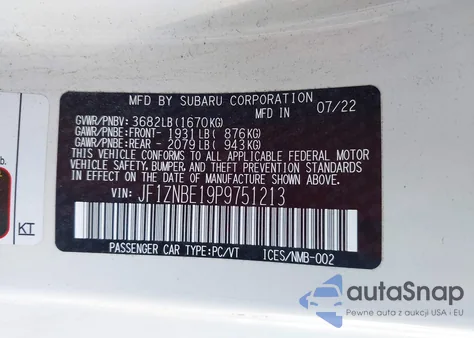 MFD BY SUBARU CORPORATION
GVWR/PNBV: 3682LB(1670KG) MFD IN 07/22
GAWR/PNBE:FRONT- 1931LB( 876KG)
GAWR/PNBE:REAR - 2079LB( 943KG)
THIS VEHICLE CONFORMS TO ALL APPLICABLE FEDERAL MOTOR
VEHICLE SAFETY, BUMPER, AND THEFT PREVENTION STANDARDS
IN EFFECT ON THE DATE OF MANUFACTURE SHOWN ABOVE.
VIN: JF1ZNBE19P9751213
PASSENGER CAR TYPE:PC/VT ICES/NMB-002
b.
KT
autoSnap
Pewne auta z aukcji USA - EU